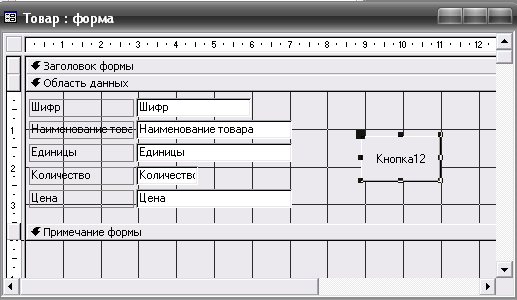 Товар : форма
1 2 3 4 5 6 7 8 9 10 11 12
Заголовок формы
Область данных
Шифр Шифр
1
Наименование това Наименование товара
Единицы Единицы
Кнопка12
2
Количество Количество
3
Цена Цена
Примечание формы